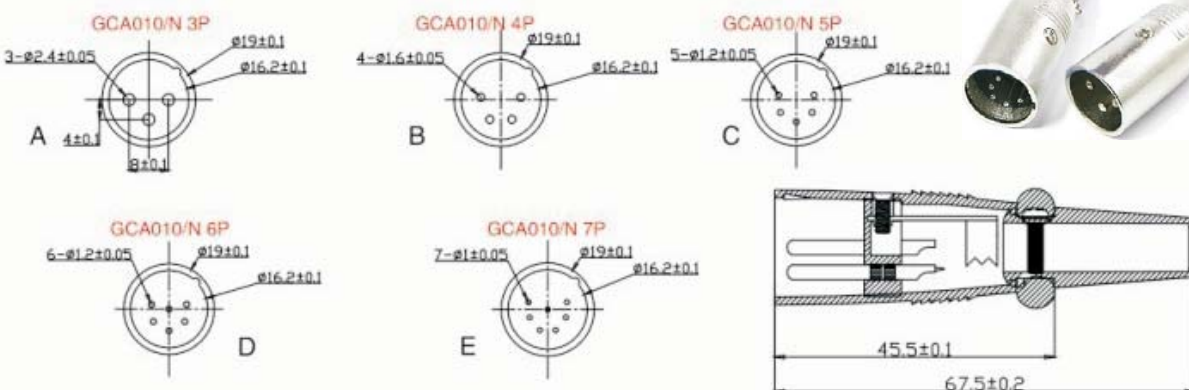 GCA010/N 3P
3-ø2.4±0.05
ø19±0.1
ø16.2±0.1
4±0.1
8±0.1
A
GCA010/N 4P
4-ø1.6±0.05
ø19±0.1
ø16.2±0.1
B
GCA010/N 5P
5-ø1.2±0.05
ø19±0.1
ø16.2±0.1
C
GCA010/N 6P
6-ø1.2±0.05
ø19±0.1
ø16.2±0.1
D
GCA010/N 7P
7-ø1±0.05
ø19±0.1
ø16.2±0.1
E
45.5±0.1
67.5±0.2